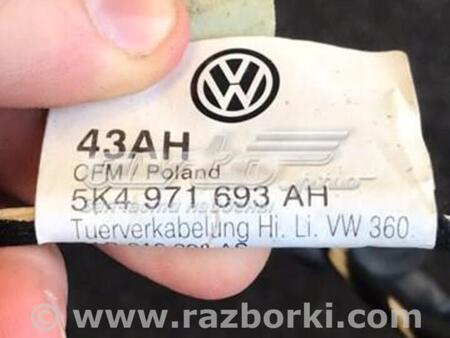 43AH
CFM / Poland
5K4 971 693 AH
Tuerverkabelung Hi. Li. VW 360.
© www.razborki.com